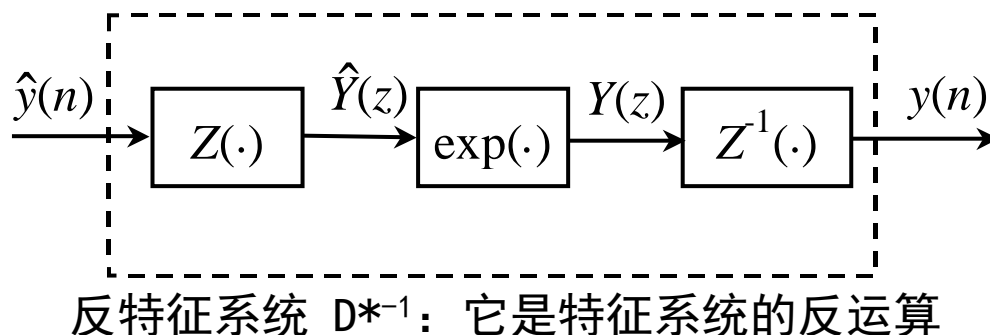 ŷ(n)
Z(·)
Ŷ(z)
exp(·)
Y(z)
Z⁻¹(·)
y(n)
反特征系统 D*⁻¹：它是特征系统的反运算